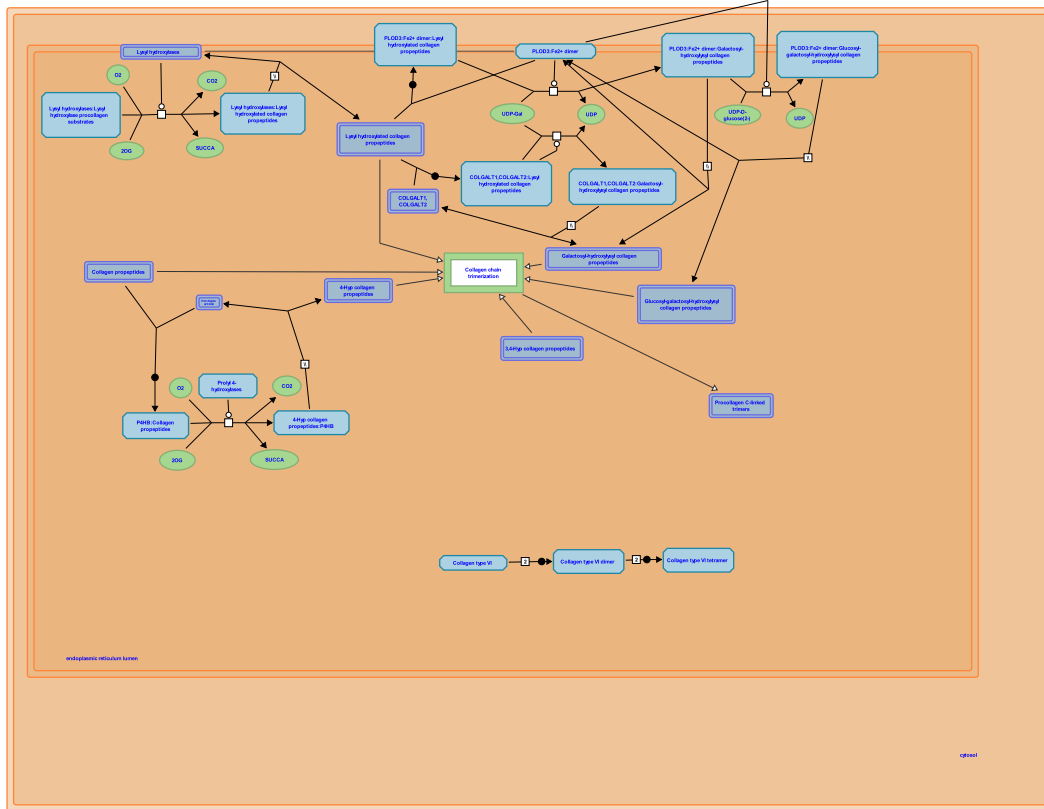 Lysyl hydroxylases
O2
CO2
Lysyl hydroxylases:Lysyl
hydroxylase procollagen
substrates
Lysyl hydroxylases:Lysyl
hydroxylated collagen
propeptides
2OG
SUCCA
PLOD3:Fe2+ dimer:Lysyl
hydroxylated collagen
propeptides
PLOD3:Fe2+ dimer
PLOD3:Fe2+ dimer:Galactosyl-
hydroxylysyl collagen
propeptides
PLOD3:Fe2+ dimer:Glucosyl-
galactosyl-hydroxylysyl collagen
propeptides
UDP-Gal
UDP
UDP-D-
glucose(2-)
UDP
Lysyl hydroxylated collagen
propeptides
COLGALT1,COLGALT2:Lysyl
hydroxylated collagen
propeptides
COLGALT1,COLGALT2:Galactosyl-
hydroxylysyl collagen propeptides
COLGALT1,
COLGALT2
Galactosyl-hydroxylysyl collagen
propeptides
Collagen propeptides
Collagen chain
trimerization
4-Hyp collagen
propeptides
Glucosyl-galactosyl-hydroxylysyl
collagen propeptides
3,4-Hyp collagen propeptides
Procollagen C-linked
trimers
O2
Prolyl 4-
hydroxylases
CO2
P4HB:Collagen
propeptides
4-Hyp collagen
propeptides:P4HB
2OG
SUCCA
Collagen type VI
2
Collagen type VI dimer
2
Collagen type VI tetramer
endoplasmic reticulum lumen
cytosol